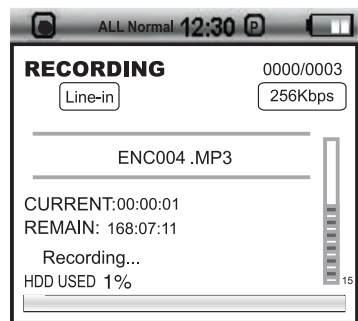 ALL Normal 12:30 P
RECORDING 0000/0003
Line-in 256Kbps
ENC004 .MP3
CURRENT:00:00:01
REMAIN: 168:07:11
Recording...
HDD USED 1% 15